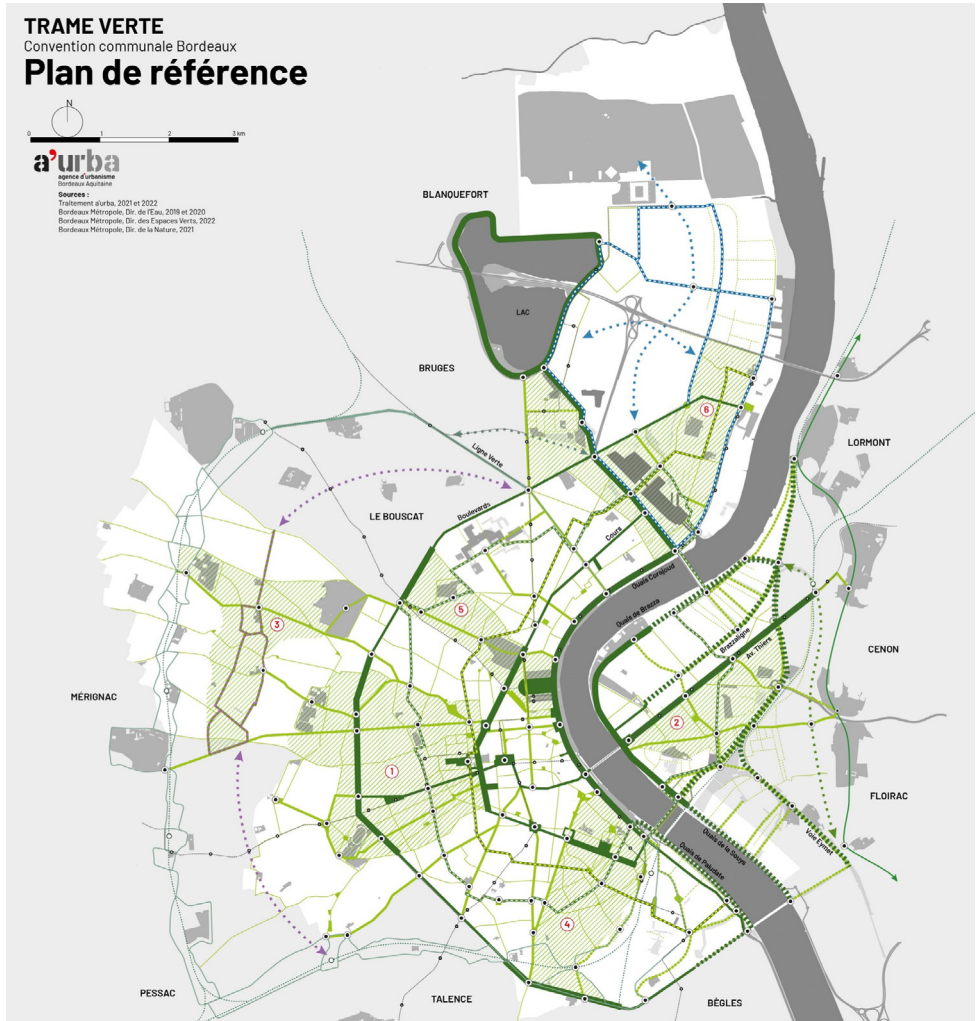 TRAME VERTE
Convention communale Bordeaux
Plan de référence
N
0 1 2 3 km
a'urba
agence d'urbanisme
Bordeaux Aquitaine
Sources :
Traitement a'urba, 2021 et 2022
Bordeaux Métropole, Dir. de l'Eau, 2019 et 2020
Bordeaux Métropole, Dir. des Espaces Verts, 2022
Bordeaux Métropole, Dir. de la Nature, 2021
BLANQUEFORT
LAC
BRUGES
6
LORMONT
Ligne Verte
LE BOUSCAT
Boulevards
Cours
Quais Corajoud
Quais de Brazza
5
3
Brazzaligne
Av. Thiers
CENON
MÉRIGNAC
2
1
FLOIRAC
Quais de la Souys
Voie Eymet
Quais de Paludate
4
PESSAC
TALENCE
BÈGLES